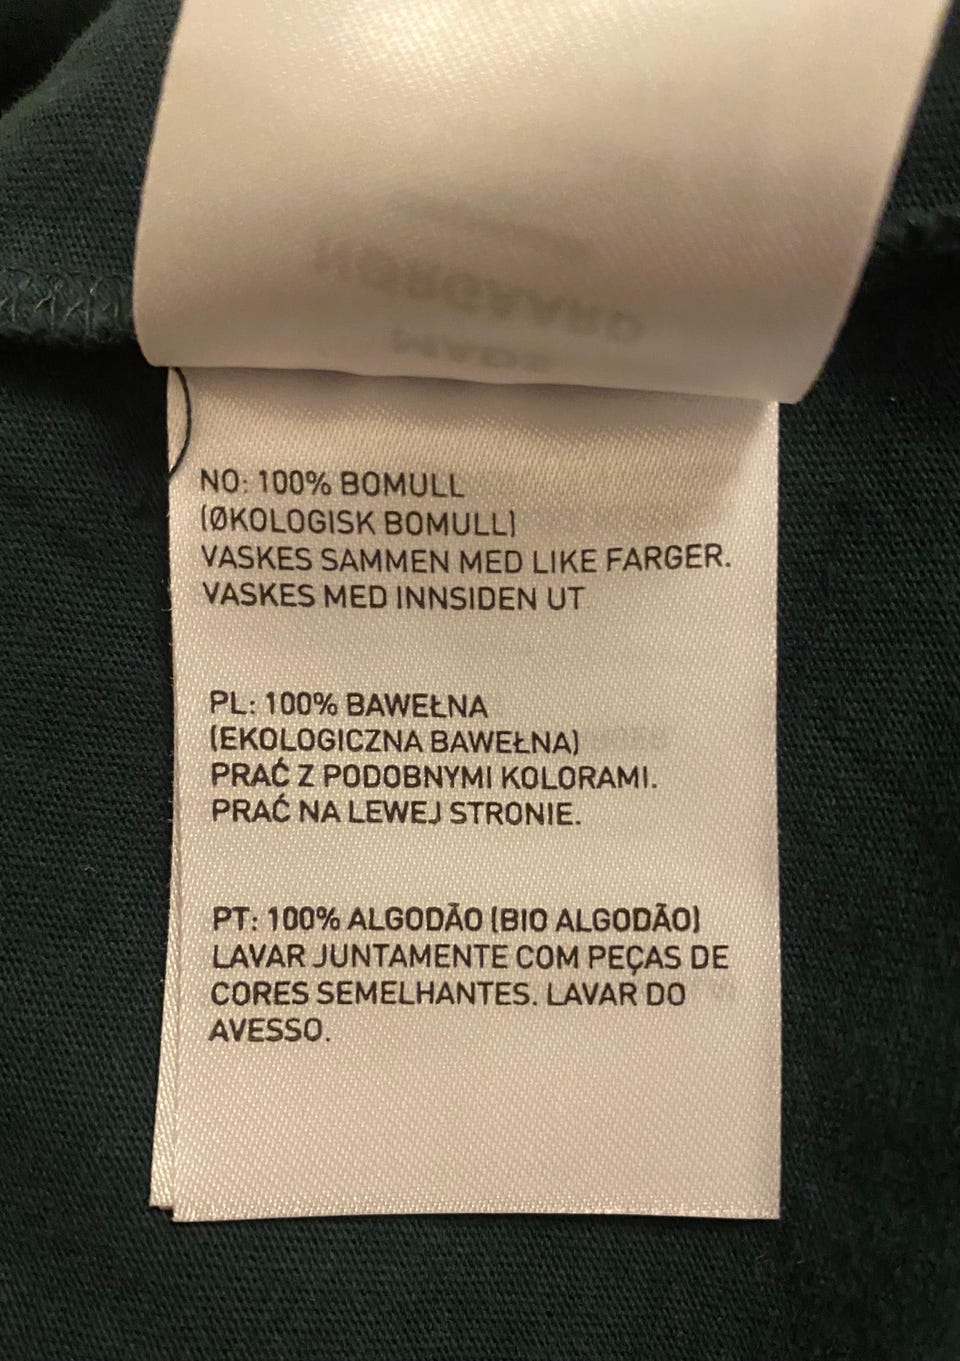 NØRGAARD
MADS
NO: 100% BOMULL
(ØKOLOGISK BOMULL)
VASKES SAMMEN MED LIKE FARGER.
VASKES MED INNSIDEN UT
PL: 100% BAWEŁNA
(EKOLOGICZNA BAWEŁNA)
PRAĆ Z PODOBNYMI KOLORAMI.
PRAĆ NA LEWEJ STRONIE.
PT: 100% ALGODÃO (BIO ALGODÃO)
LAVAR JUNTAMENTE COM PEÇAS DE
CORES SEMELHANTES. LAVAR DO
AVESSO.